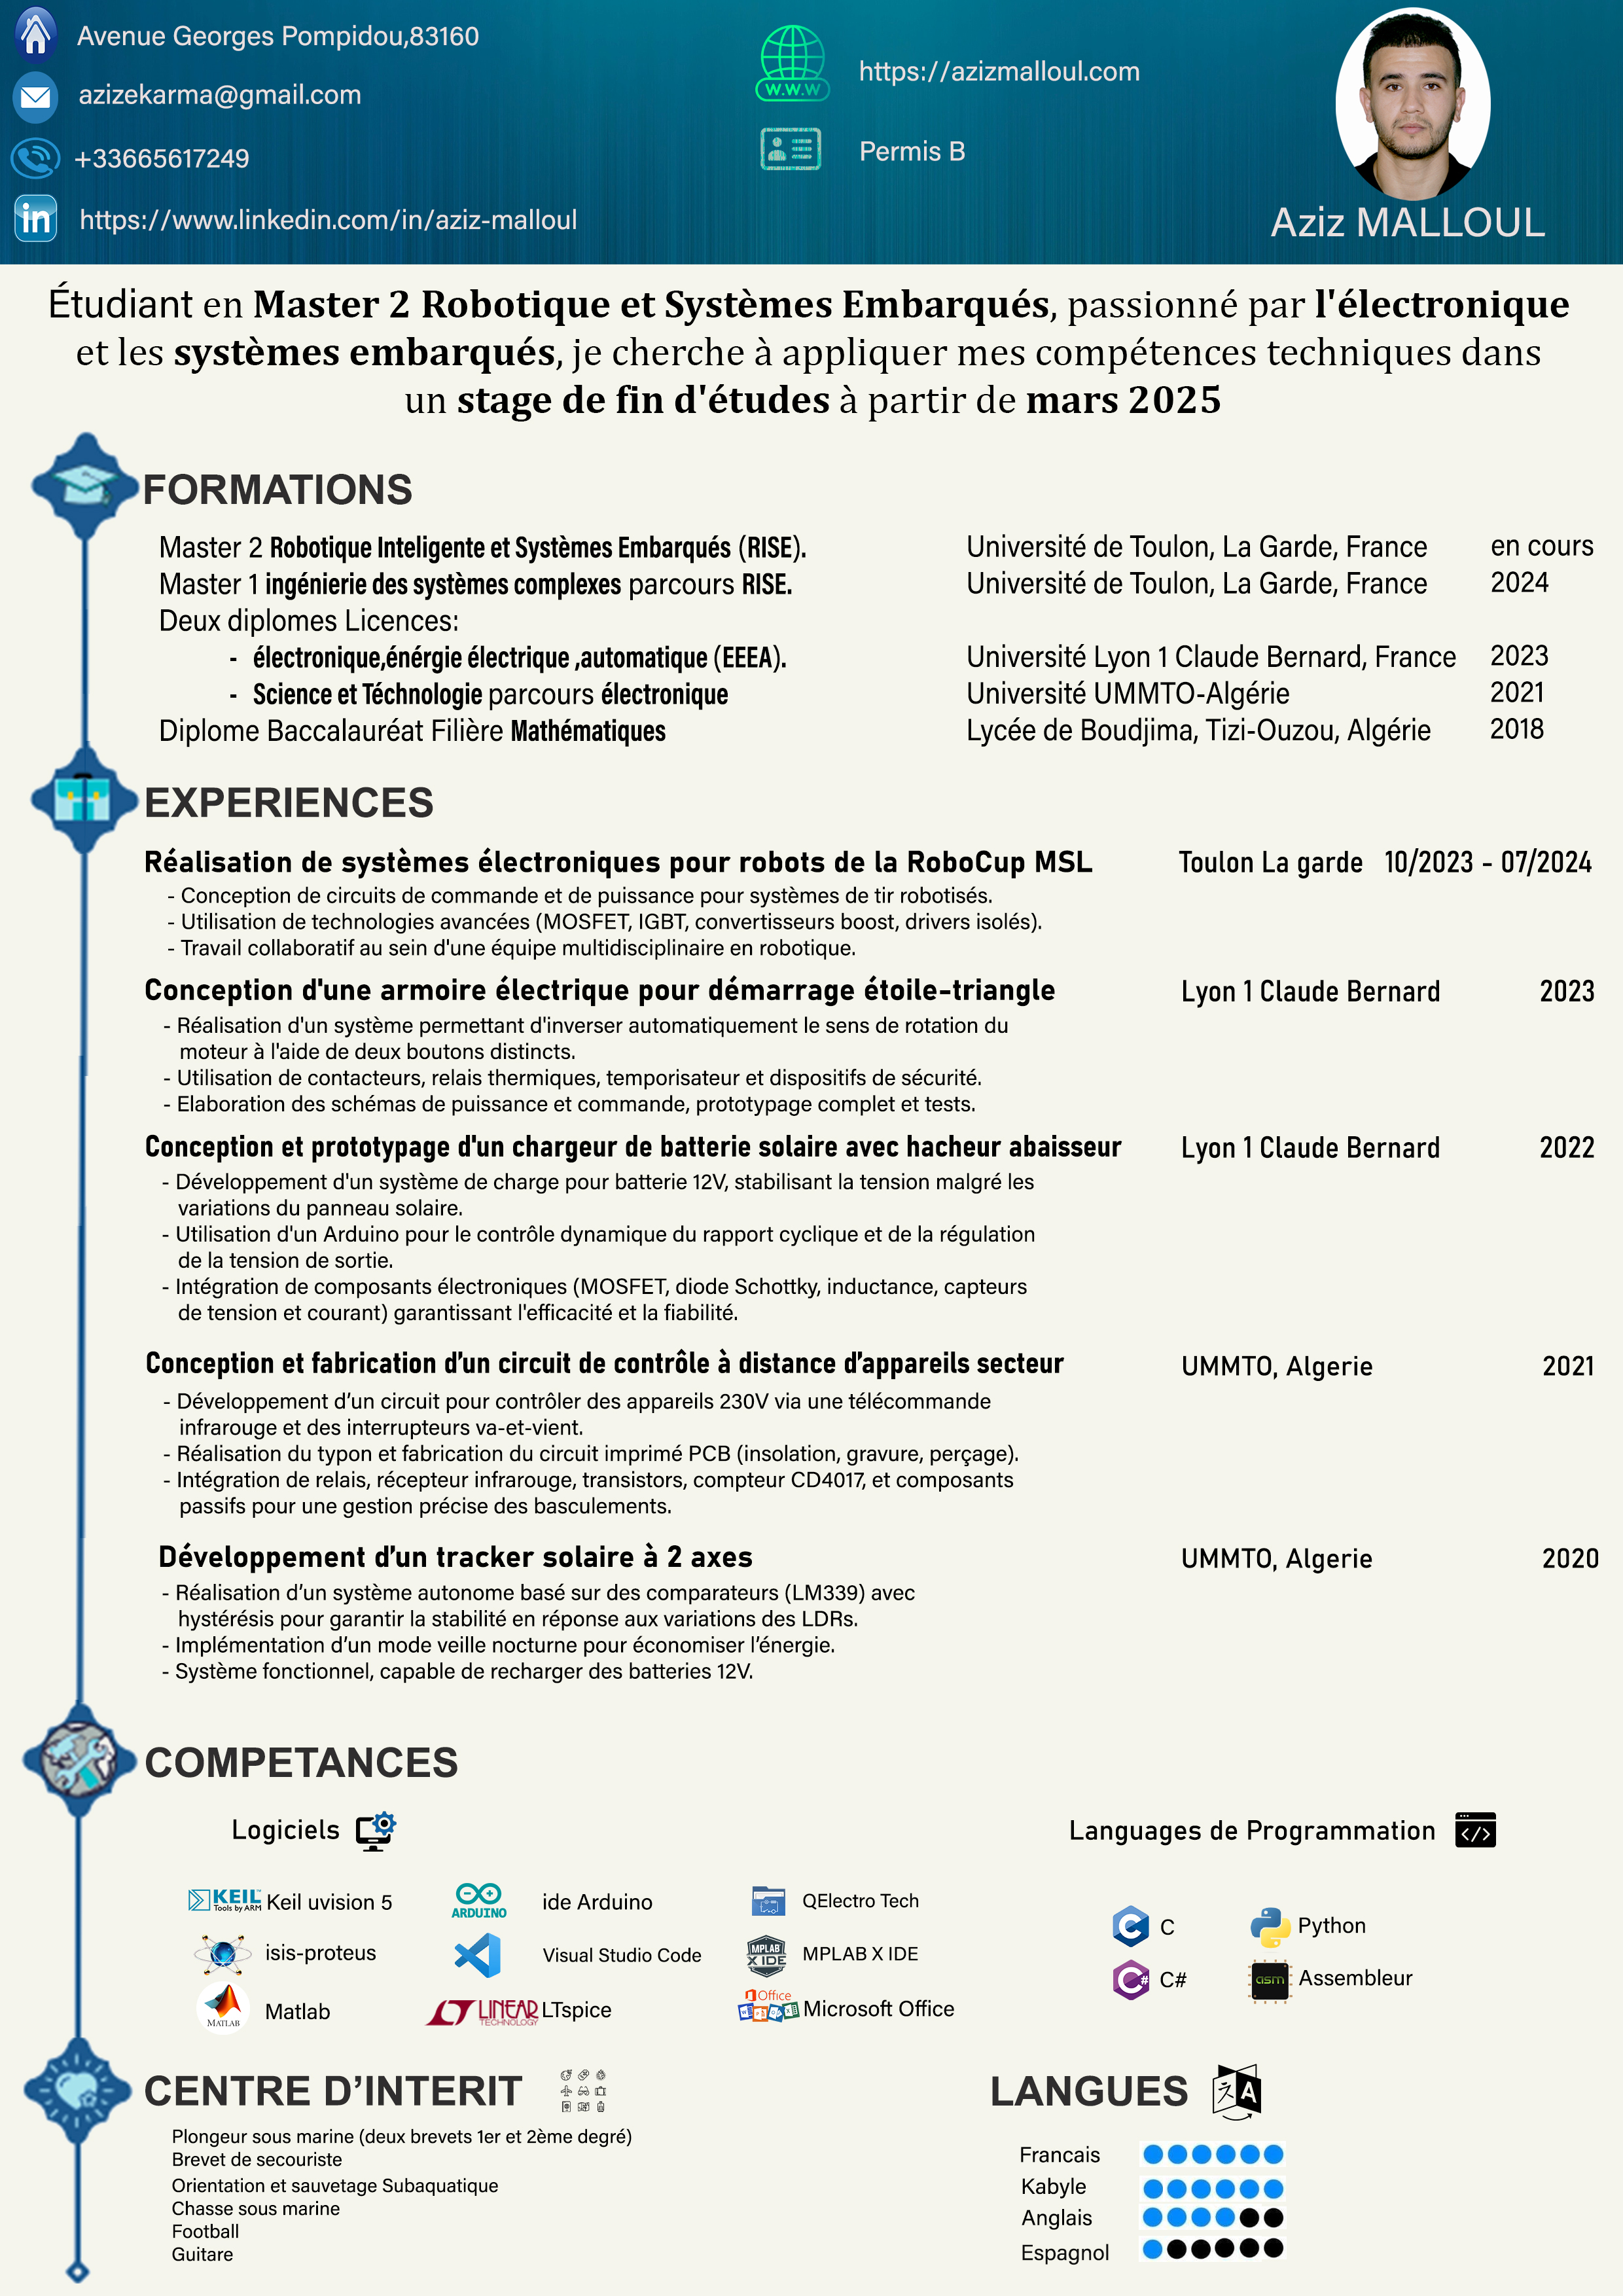 Avenue Georges Pompidou,83160
azizekarma@gmail.com
+33665617249
in https://www.linkedin.com/in/aziz-malloul
W.W.W https://azizmalloul.com
Permis B
Aziz MALLOUL
Étudiant en Master 2 Robotique et Systèmes Embarqués, passionné par l'électronique
et les systèmes embarqués, je cherche à appliquer mes compétences techniques dans
un stage de fin d'études à partir de mars 2025
FORMATIONS
Master 2 Robotique Inteligente et Systèmes Embarqués (RISE). Université de Toulon, La Garde, France en cours
Master 1 ingénierie des systèmes complexes parcours RISE. Université de Toulon, La Garde, France 2024
Deux diplomes Licences:
- électronique,énérgie électrique ,automatique (EEEA). Université Lyon 1 Claude Bernard, France 2023
- Science et Téchnologie parcours électronique Université UMMTO-Algérie 2021
Diplome Baccalauréat Filière Mathématiques Lycée de Boudjima, Tizi-Ouzou, Algérie 2018
EXPERIENCES
Réalisation de systèmes électroniques pour robots de la RoboCup MSL Toulon La garde 10/2023 - 07/2024
- Conception de circuits de commande et de puissance pour systèmes de tir robotisés.
- Utilisation de technologies avancées (MOSFET, IGBT, convertisseurs boost, drivers isolés).
- Travail collaboratif au sein d'une équipe multidisciplinaire en robotique.
Conception d'une armoire électrique pour démarrage étoile-triangle Lyon 1 Claude Bernard 2023
- Réalisation d'un système permettant d'inverser automatiquement le sens de rotation du
moteur à l'aide de deux boutons distincts.
- Utilisation de contacteurs, relais thermiques, temporisateur et dispositifs de sécurité.
- Elaboration des schémas de puissance et commande, prototypage complet et tests.
Conception et prototypage d'un chargeur de batterie solaire avec hacheur abaisseur Lyon 1 Claude Bernard 2022
- Développement d'un système de charge pour batterie 12V, stabilisant la tension malgré les
variations du panneau solaire.
- Utilisation d'un Arduino pour le contrôle dynamique du rapport cyclique et de la régulation
de la tension de sortie.
- Intégration de composants électroniques (MOSFET, diode Schottky, inductance, capteurs
de tension et courant) garantissant l'efficacité et la fiabilité.
Conception et fabrication d’un circuit de contrôle à distance d’appareils secteur UMMTO, Algerie 2021
- Développement d’un circuit pour contrôler des appareils 230V via une télécommande
infrarouge et des interrupteurs va-et-vient.
- Réalisation du typon et fabrication du circuit imprimé PCB (insolation, gravure, perçage).
- Intégration de relais, récepteur infrarouge, transistors, compteur CD4017, et composants
passifs pour une gestion précise des basculements.
Développement d’un tracker solaire à 2 axes UMMTO, Algerie 2020
- Réalisation d’un système autonome basé sur des comparateurs (LM339) avec
hystérésis pour garantir la stabilité en réponse aux variations des LDRs.
- Implémentation d’un mode veille nocturne pour économiser l’énergie.
- Système fonctionnel, capable de recharger des batteries 12V.
COMPETANCES
Logiciels
KEIL Tools by ARM Keil uvision 5 ARDUINO ide Arduino QElectro Tech
isis-proteus Visual Studio Code MPLAB X IDE MPLAB X IDE
MATLAB Matlab LINEAR TECHNOLOGY LTspice Office Microsoft Office
Languages de Programmation </>
C C Python
C# C# asm Assembleur
CENTRE D’INTERIT
Plongeur sous marine (deux brevets 1er et 2ème degré)
Brevet de secouriste
Orientation et sauvetage Subaquatique
Chasse sous marine
Football
Guitare
LANGUES A
Francais
Kabyle
Anglais
Espagnol